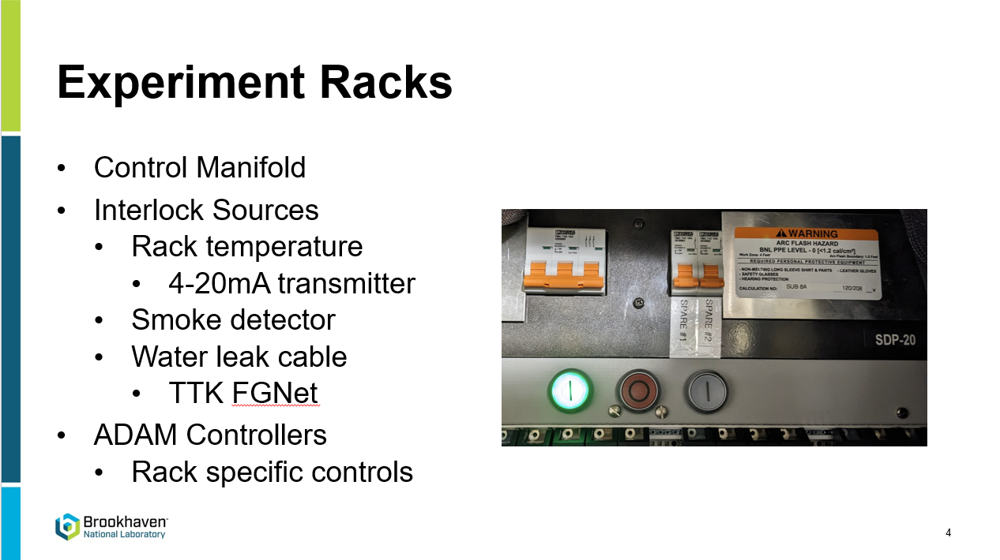 Experiment Racks
• Control Manifold
• Interlock Sources
• Rack temperature
• 4-20mA transmitter
• Smoke detector
• Water leak cable
• TTK FGNet
• ADAM Controllers
• Rack specific controls
WARNING
ARC FLASH HAZARD
BNL PPE LEVEL - 0 [<1.2 cal/cm²]
Work Zone: 4 Feet Arc Flash Boundary: 1.0 Feet
REQUIRED PERSONAL PROTECTIVE EQUIPMENT
- NON-MELTING LONG SLEEVE SHIRT & PANTS - LEATHER GLOVES
- SAFETY GLASSES
- HEARING PROTECTION
CALCULATION NO: SUB 8A 120/208 V
SPARE #1
SPARE #2
SDP-20
Brookhaven
National Laboratory
4